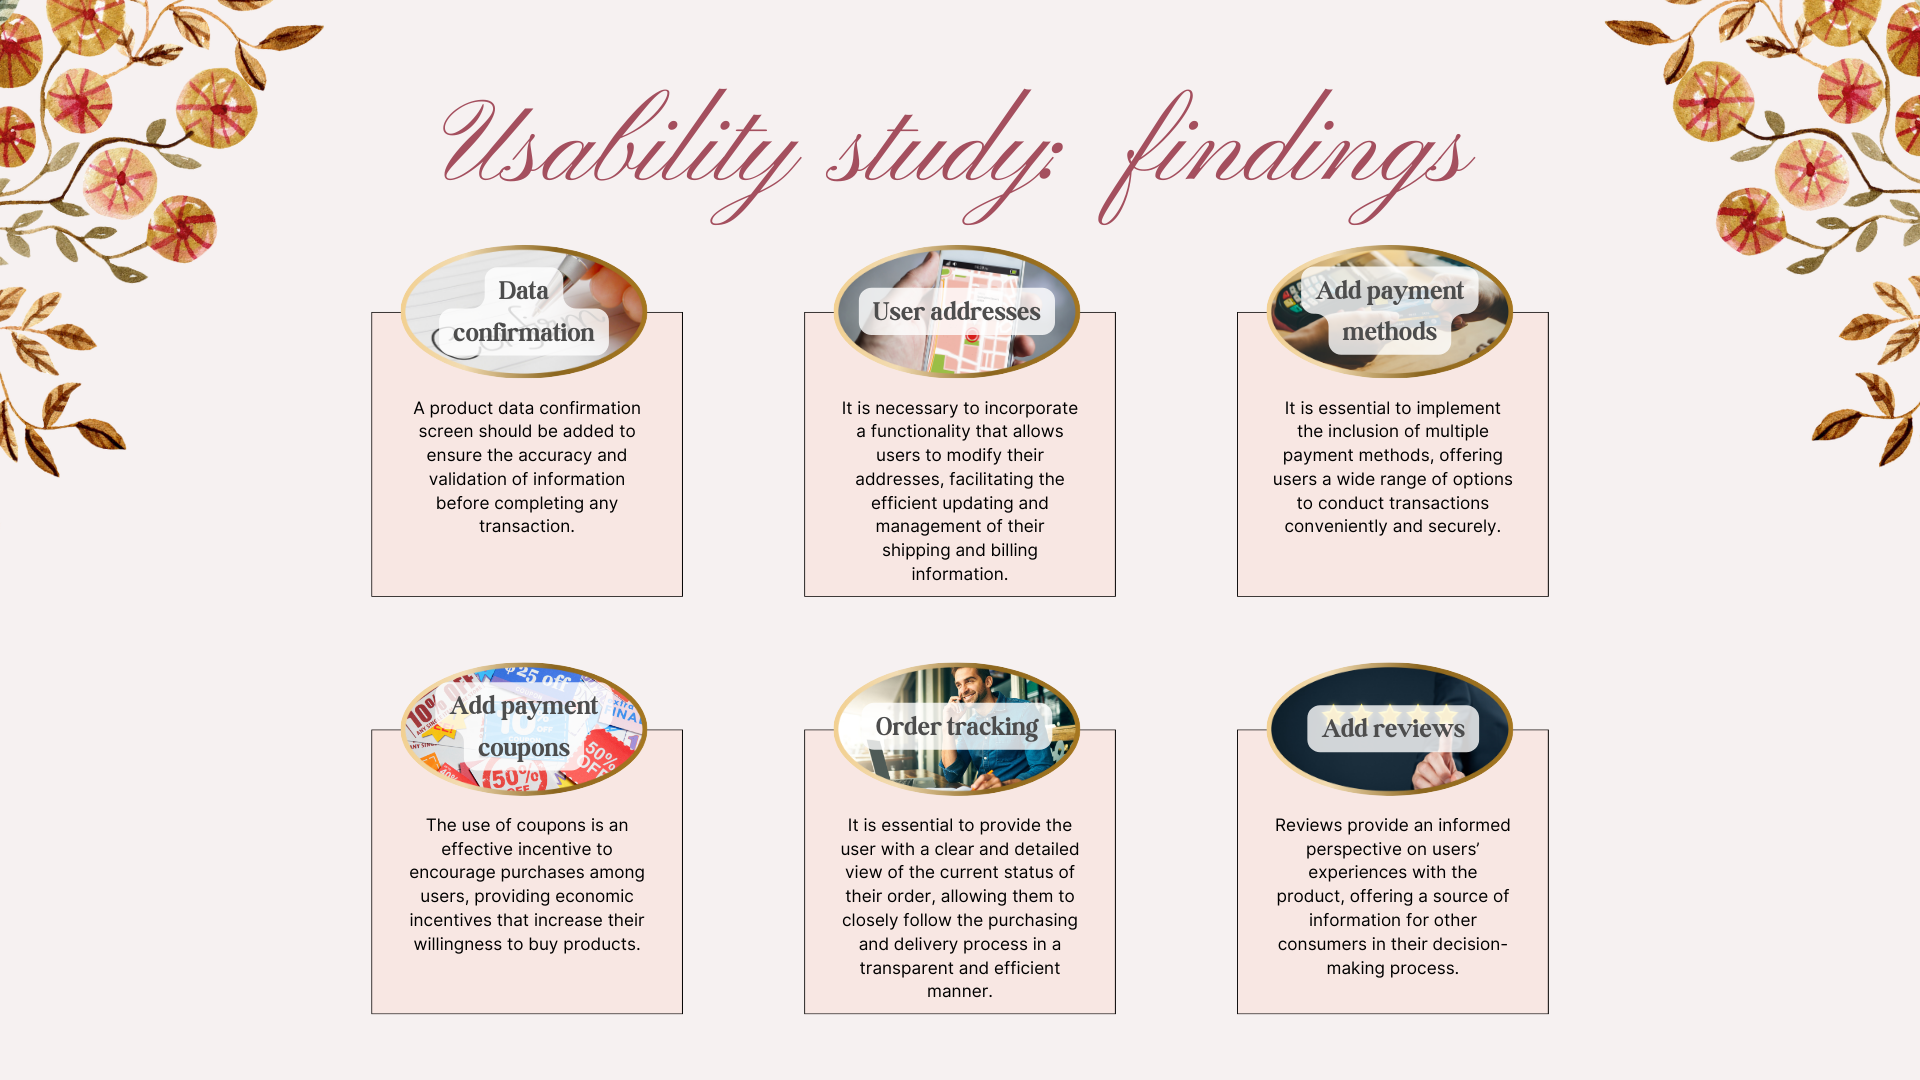 Usability study: findings
Data
confirmation
A product data confirmation
screen should be added to
ensure the accuracy and
validation of information
before completing any
transaction.
User addresses
It is necessary to incorporate
a functionality that allows
users to modify their
addresses, facilitating the
efficient updating and
management of their
shipping and billing
information.
Add payment
methods
It is essential to implement
the inclusion of multiple
payment methods, offering
users a wide range of options
to conduct transactions
conveniently and securely.
$25 off
10%
50%
OFF
50%
OFF
Add payment
coupons
The use of coupons is an
effective incentive to
encourage purchases among
users, providing economic
incentives that increase their
willingness to buy products.
Order tracking
It is essential to provide the
user with a clear and detailed
view of the current status of
their order, allowing them to
closely follow the purchasing
and delivery process in a
transparent and efficient
manner.
Add reviews
Reviews provide an informed
perspective on users’
experiences with the
product, offering a source of
information for other
consumers in their decision-
making process.